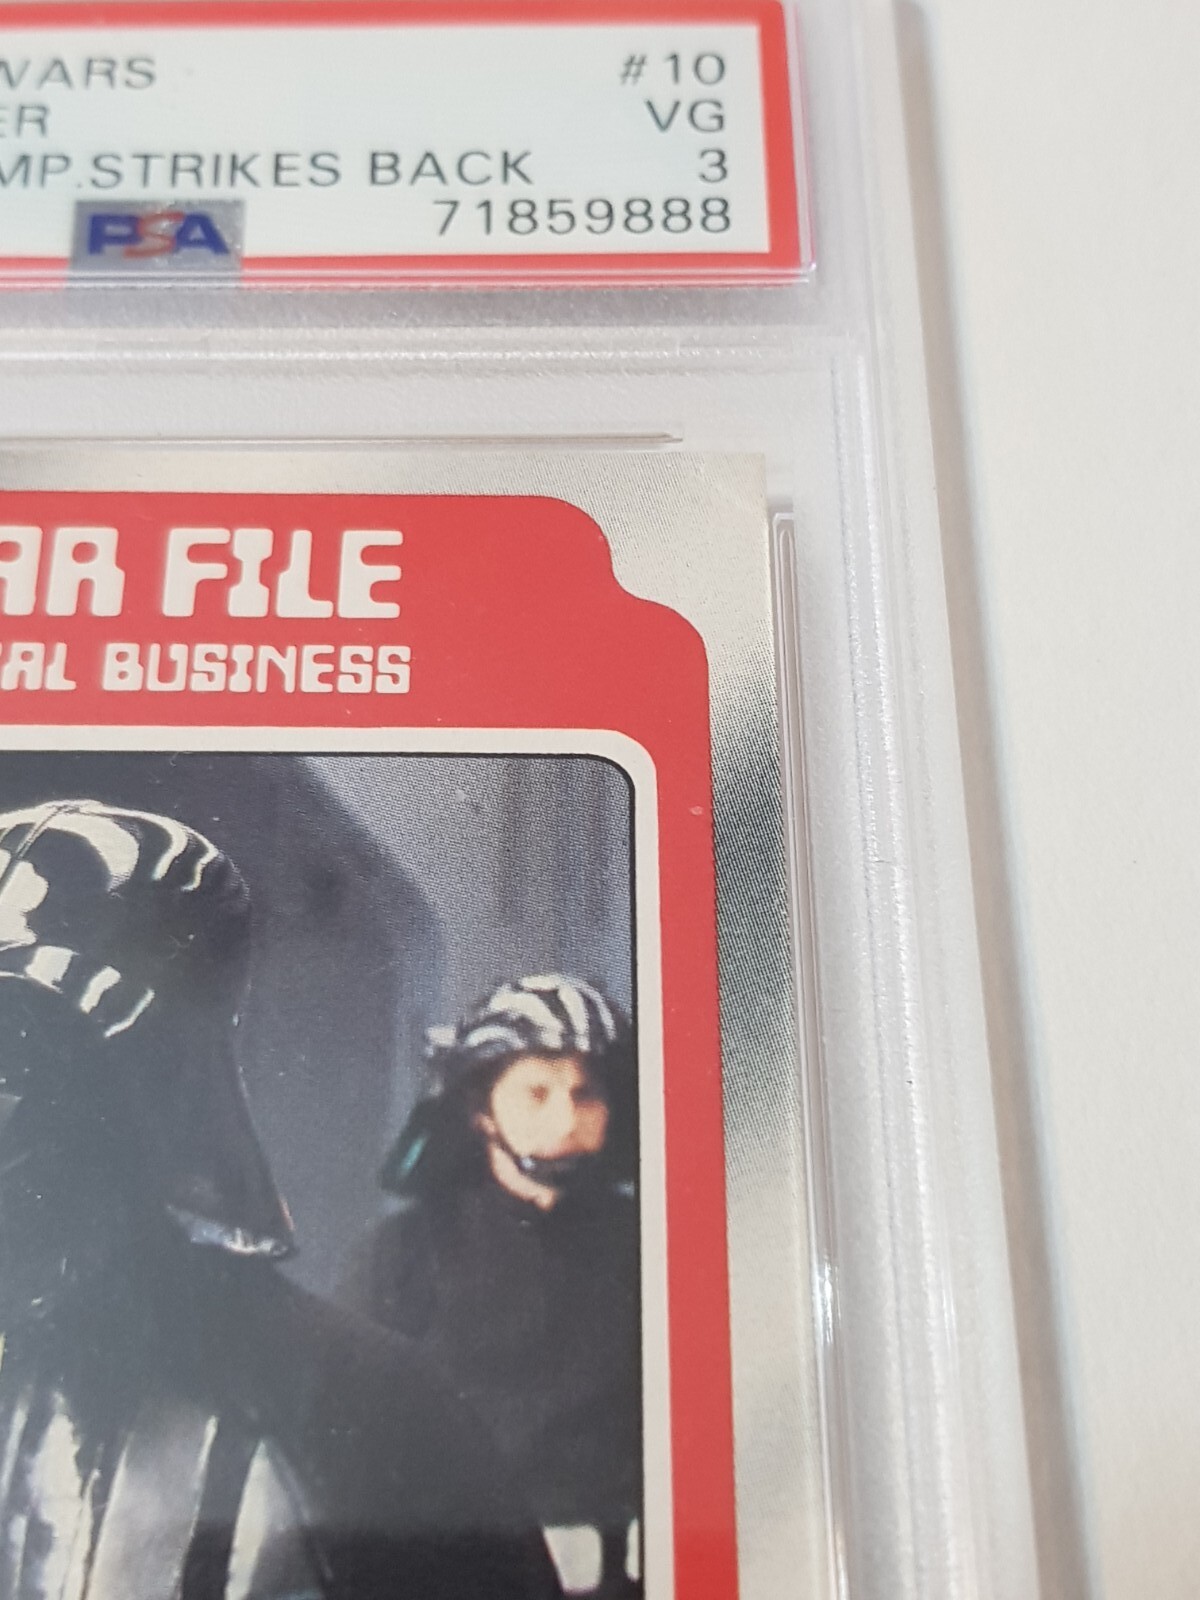 WARS #10
ER VG
MP.STRIKES BACK 3
PSA 71859888
AR FILE
AL BUSINESS